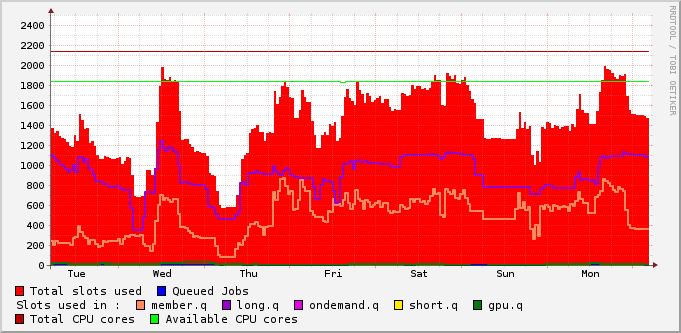 RRDTOOL / TOBI OETIKER
2400
2200
2000
1800
1600
1400
1200
1000
800
600
400
200
0
Tue Wed Thu Fri Sat Sun Mon
Total slots used Queued Jobs
Slots used in : member.q long.q ondemand.q short.q gpu.q
Total CPU cores Available CPU cores